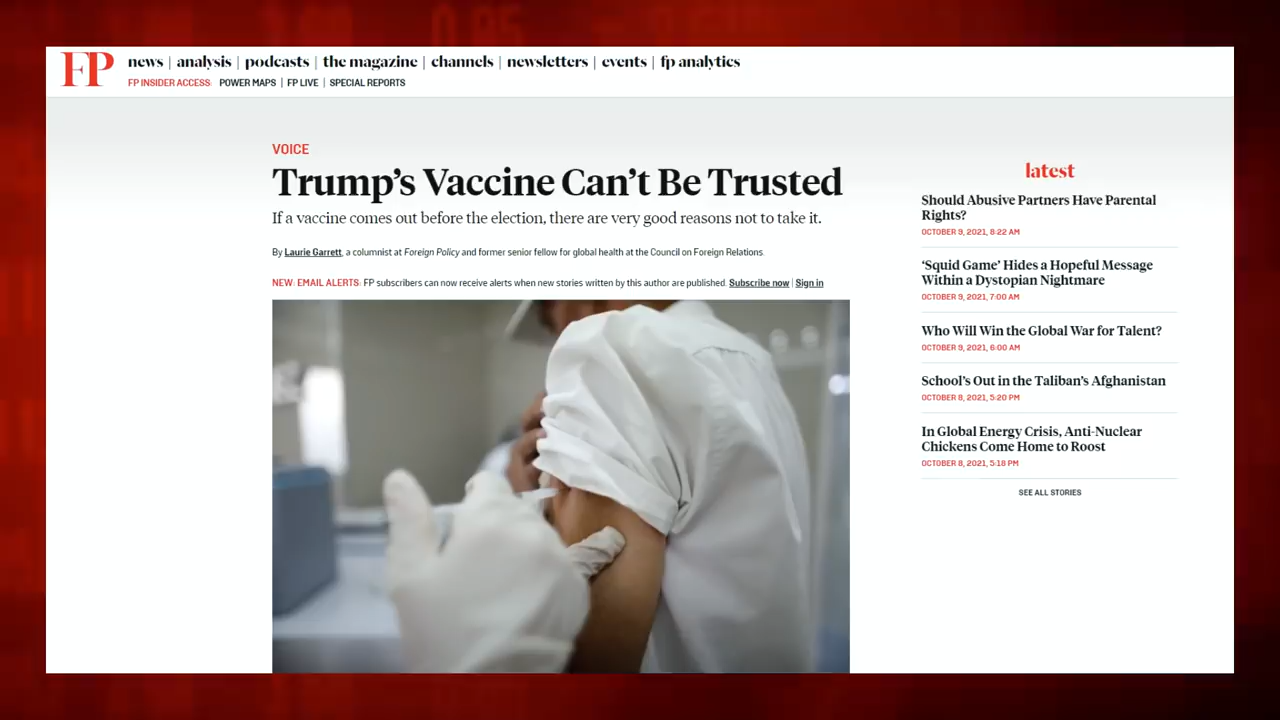 FP
news | analysis | podcasts | the magazine | channels | newsletters | events | fp analytics
FP INSIDER ACCESS: POWER MAPS | FP LIVE | SPECIAL REPORTS
VOICE
Trump's Vaccine Can't Be Trusted
If a vaccine comes out before the election, there are very good reasons not to take it.
By Laurie Garrett, a columnist at Foreign Policy and former senior fellow for global health at the Council on Foreign Relations.
NEW: EMAIL ALERTS: FP subscribers can now receive alerts when new stories written by this author are published. Subscribe now | Sign in
latest
Should Abusive Partners Have Parental
Rights?
OCTOBER 9, 2021, 8:22 AM
‘Squid Game’ Hides a Hopeful Message
Within a Dystopian Nightmare
OCTOBER 9, 2021, 7:00 AM
Who Will Win the Global War for Talent?
OCTOBER 9, 2021, 6:00 AM
School's Out in the Taliban's Afghanistan
OCTOBER 8, 2021, 5:20 PM
In Global Energy Crisis, Anti-Nuclear
Chickens Come Home to Roost
OCTOBER 8, 2021, 5:18 PM
SEE ALL STORIES